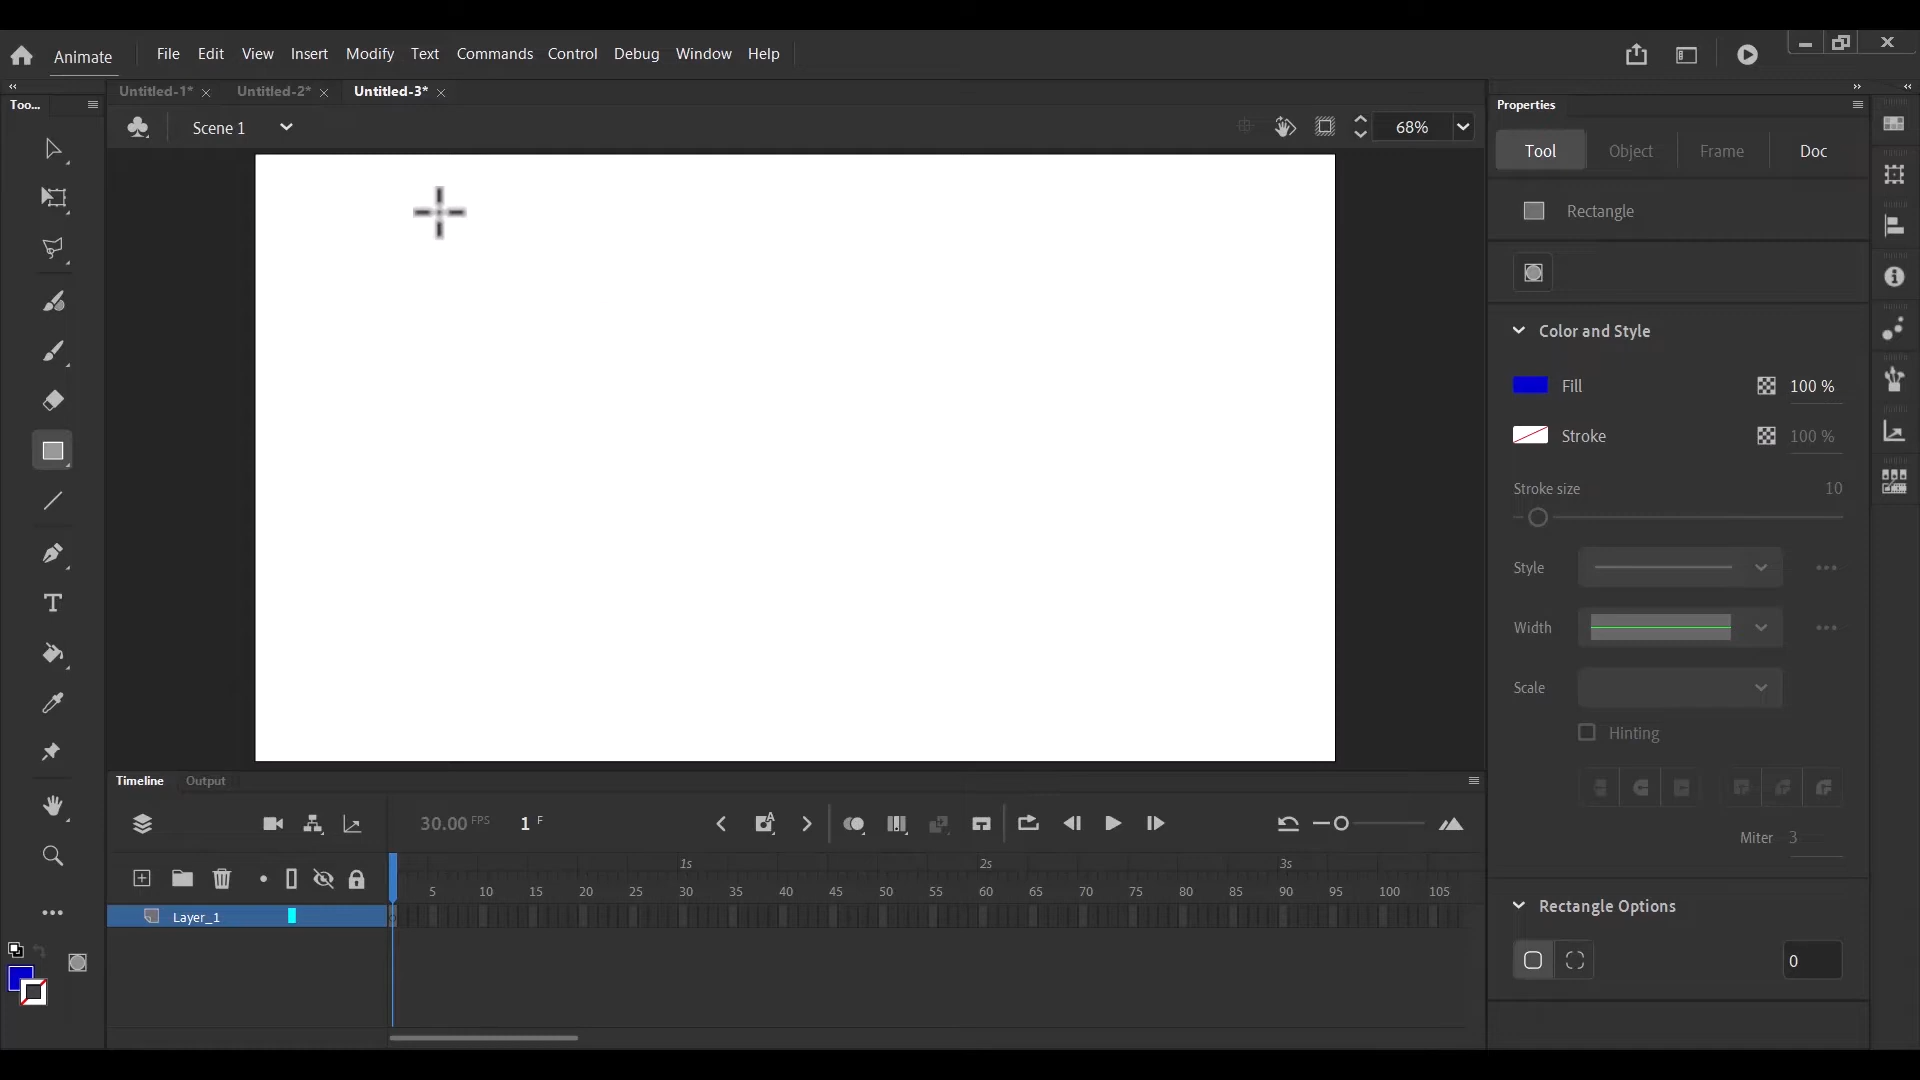 Animate File Edit View Insert Modify Text Commands Control Debug Window Help
Untitled-1* Untitled-2* Untitled-3*
Too...
Scene 1
68%
Properties
Tool Object Frame Doc
Rectangle
Color and Style
Fill 100 %
Stroke 100 %
Stroke size 10
Style
Width
Scale
Hinting
Miter 3
Rectangle Options
0
Timeline Output
30.00 FPS 1 F
1s 2s 3s
5 10 15 20 25 30 35 40 45 50 55 60 65 70 75 80 85 90 95 100 105
Layer_1